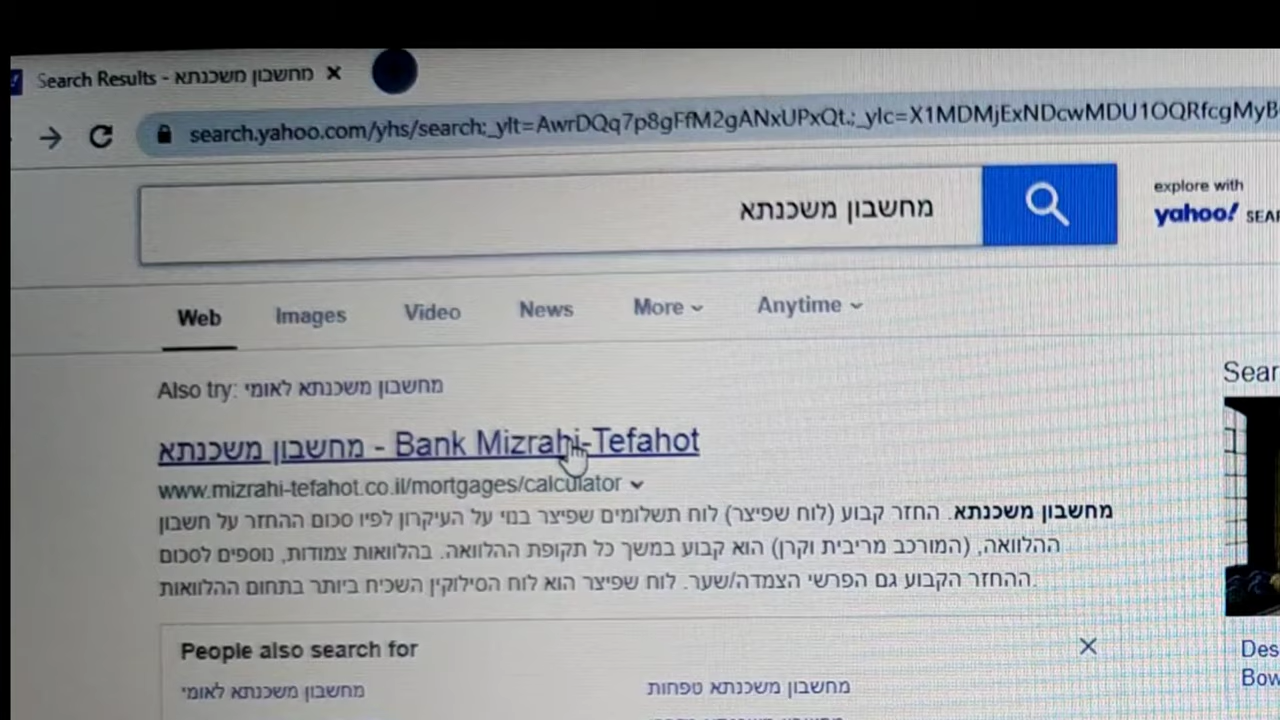 Search Results - מחשבון משכנתא
search.yahoo.com/yhs/search;_ylt=AwrDQq7p8gFfM2gANxUPxQt.;_ylc=X1MDMjExNDcwMDU1OQRfcgMyB
מחשבון משכנתא
explore with
yahoo! SEAR
Web Images Video News More Anytime
Also try: מחשבון משכנתא לאומי
Sear
מחשבון משכנתא - Bank Mizrahi-Tefahot
www.mizrahi-tefahot.co.il/mortgages/calculator
מחשבון משכנתא. החזר קבוע (לוח שפיצר) לוח תשלומים שפיצר בנוי על העיקרון לפיו סכום ההחזר על חשבון
ההלוואה, (המורכב מריבית וקרן) הוא קבוע במשך כל תקופת ההלוואה. בהלוואות צמודות, נוספים לסכום
ההחזר הקבוע גם הפרשי הצמדה/שער. לוח שפיצר הוא לוח הסילוקין השכיח ביותר בתחום ההלוואות.
People also search for
מחשבון משכנתא לאומי
מחשבון משכנתא טפחות
Des
Bow